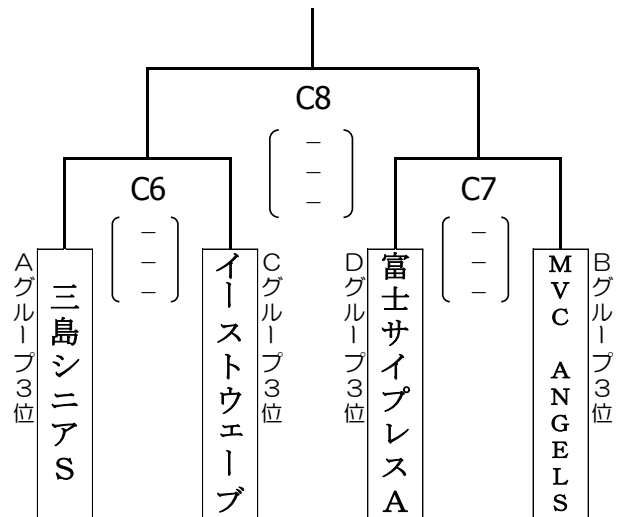 C8
－
－
－
C6
－
－
－
C7
－
－
－
Aグループ3位
三島シニアS
イーストウェーブ
Cグループ3位
Dグループ3位
富士サイプレスA
MVC ANGELS
Bグループ3位